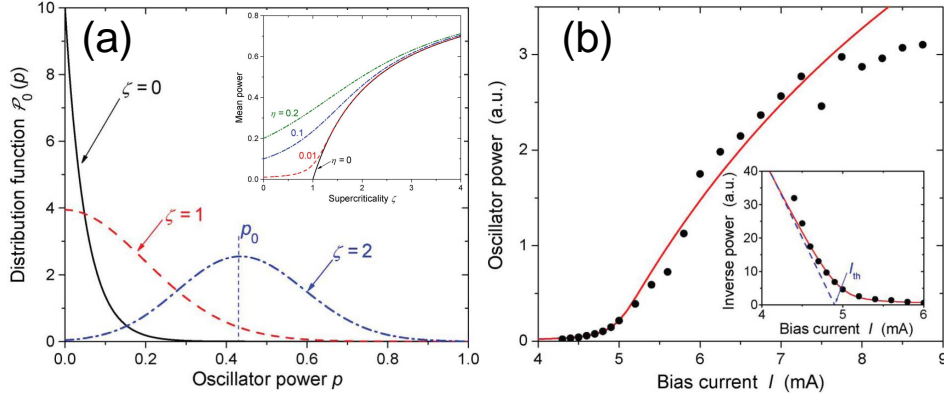 (a)
Distribution function 𝒫₀ (p)
10
8
6
4
2
0
ζ = 0
ζ = 1
ζ = 2
p₀
0.0 0.2 0.4 0.6 0.8 1.0
Oscillator power p
Mean power
0.8
0.6
0.4
0.2
0.0
η = 0.2
0.1
0.01
η = 0
0 1 2 3 4
Supercriticality ζ
(b)
Oscillator power (a.u.)
3
2
1
0
4 5 6 7 8 9
Bias current I (mA)
Inverse power (a.u.)
40
30
20
10
0
I th
4 5 6
Bias current I (mA)